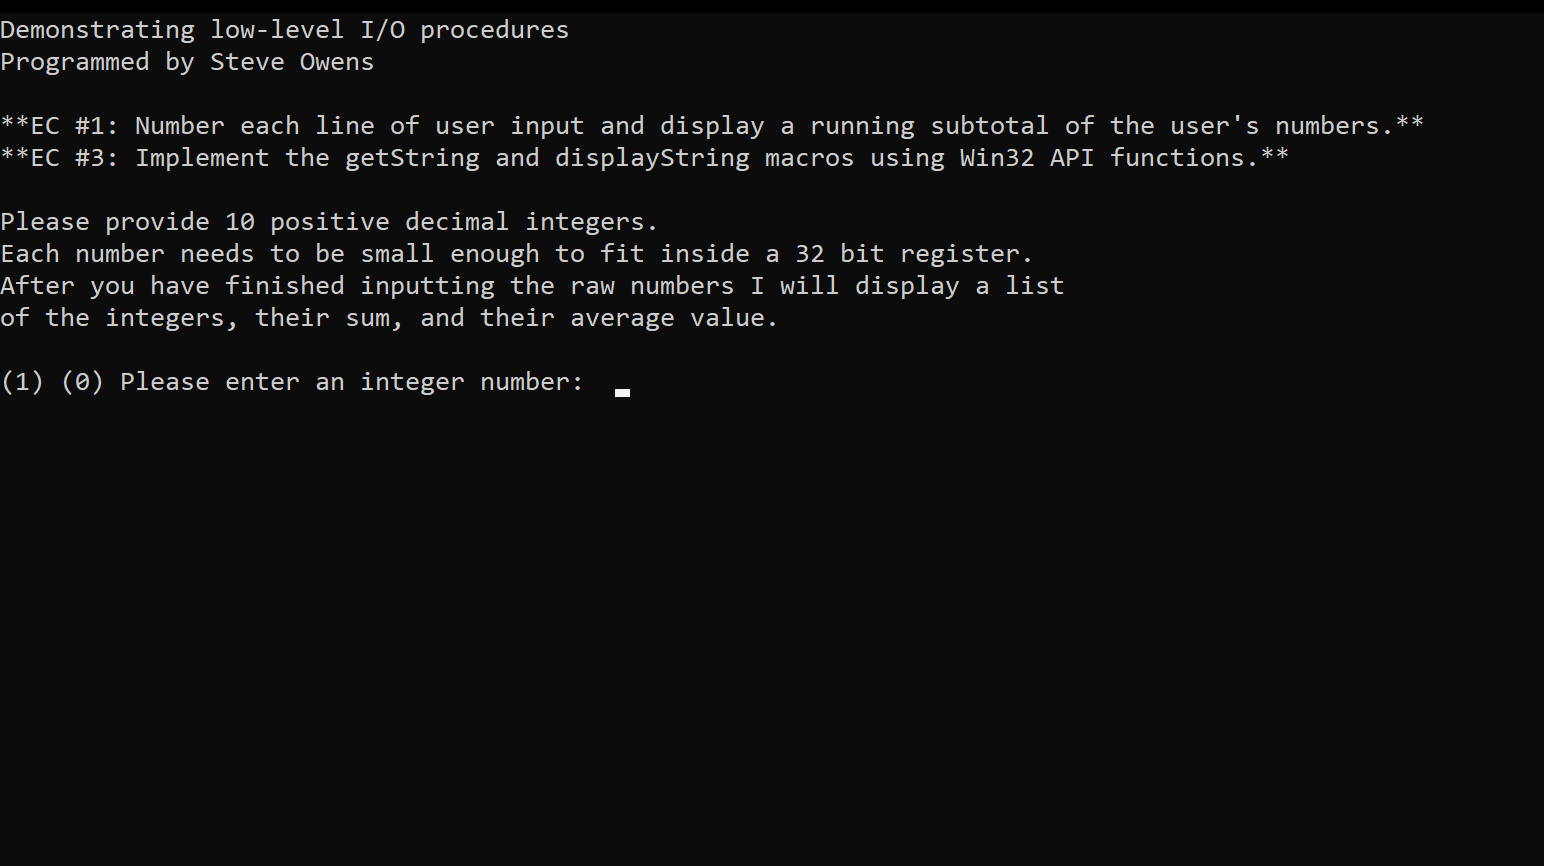 Demonstrating low-level I/O procedures
Programmed by Steve Owens
**EC #1: Number each line of user input and display a running subtotal of the user's numbers.**
**EC #3: Implement the getString and displayString macros using Win32 API functions.**
Please provide 10 positive decimal integers.
Each number needs to be small enough to fit inside a 32 bit register.
After you have finished inputting the raw numbers I will display a list
of the integers, their sum, and their average value.
(1) (0) Please enter an integer number: